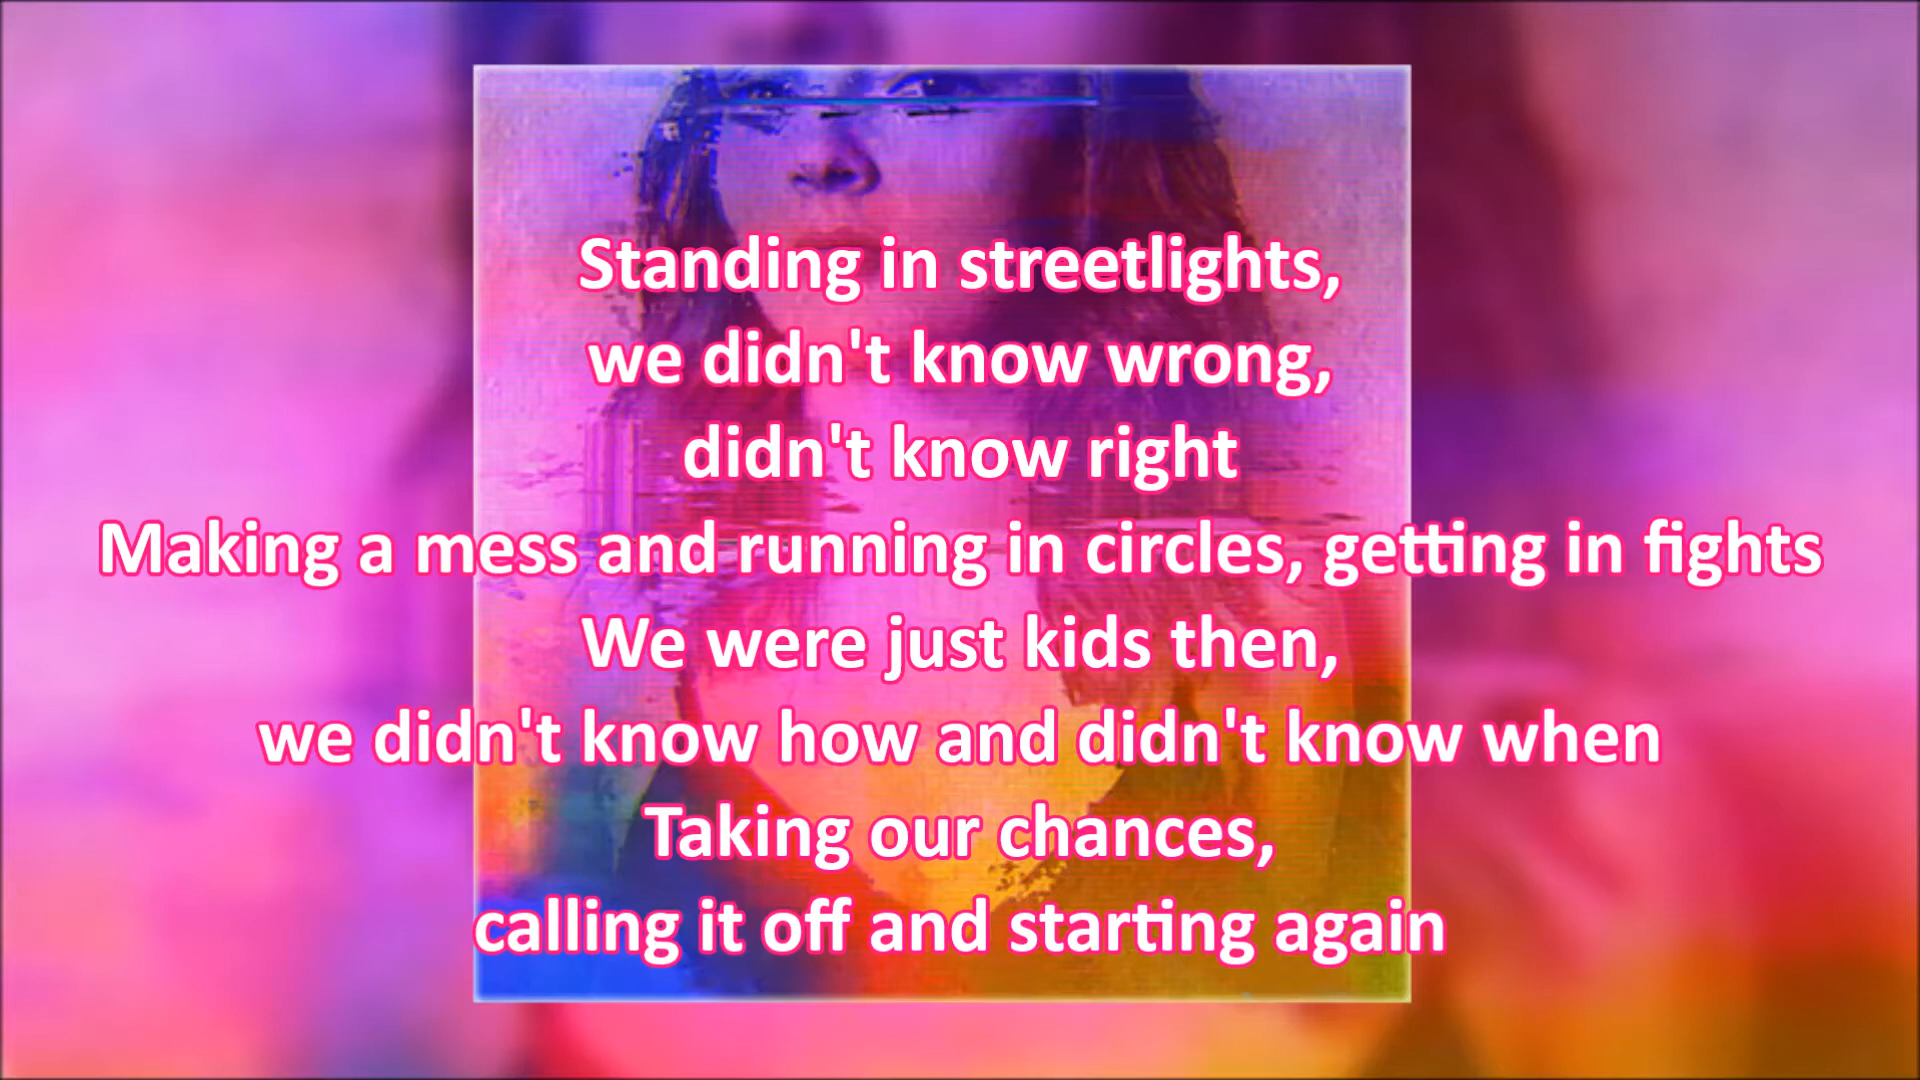 Standing in streetlights,
we didn't know wrong,
didn't know right
Making a mess and running in circles, getting in fights
We were just kids then,
we didn't know how and didn't know when
Taking our chances,
calling it off and starting again